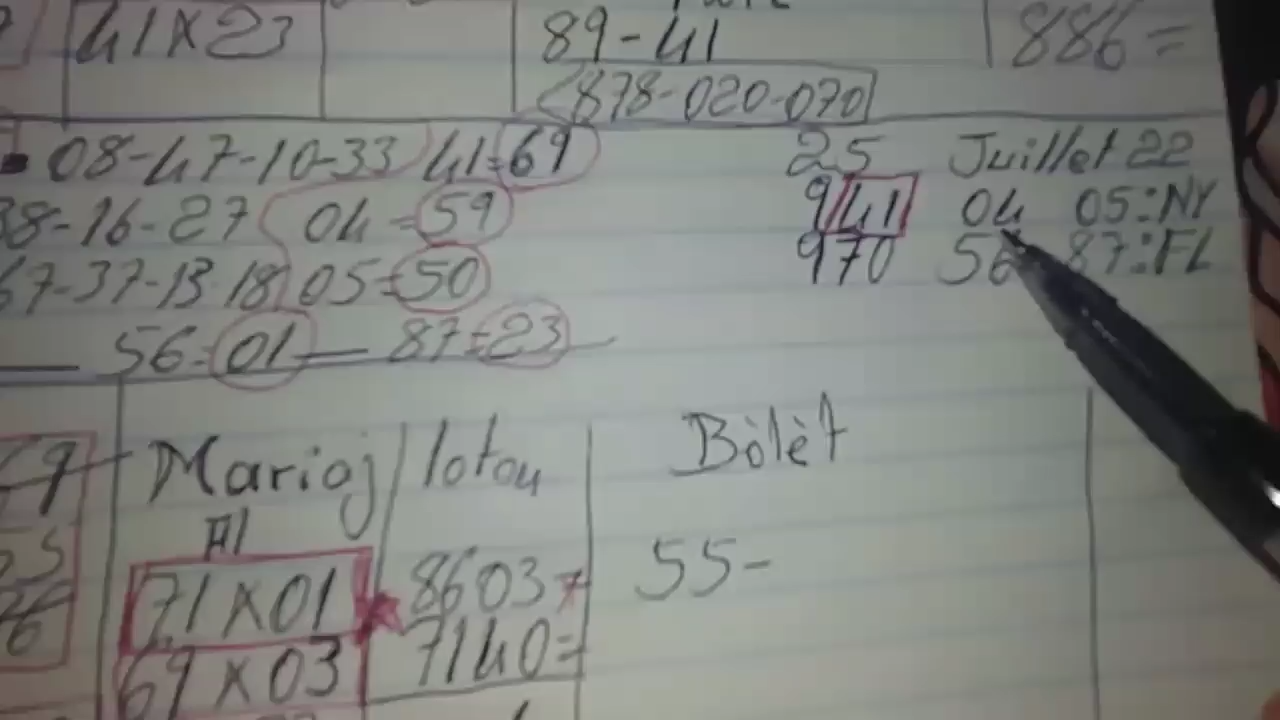 41X23
89-41
886=
<878-020-070
08-47-10-33 41=69
25 Juillet 22
38-16-27 04=59
941 04 05:NY
67-37-13-18 05=50
970 56 87:FL
56=01 — 87=23
Mariaj lotou Bòlèt
71X01 8603 55-
69X03 7140=